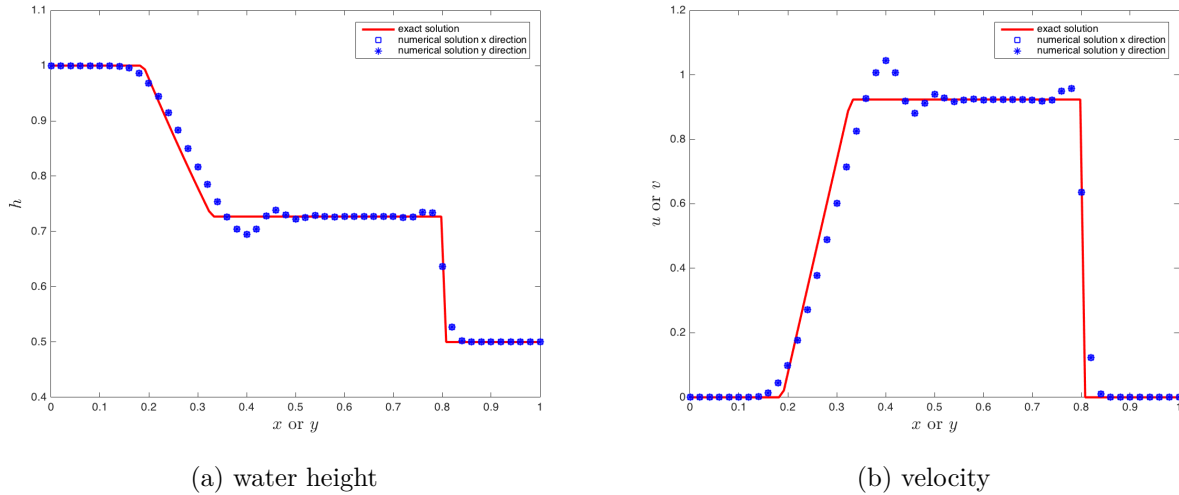 1.1
1
0.9
0.8
0.7
0.6
0.5
0.4
h
0 0.1 0.2 0.3 0.4 0.5 0.6 0.7 0.8 0.9 1
x or y
exact solution
numerical solution x direction
numerical solution y direction
(a) water height
1.2
1
0.8
0.6
0.4
0.2
0
u or v
0 0.1 0.2 0.3 0.4 0.5 0.6 0.7 0.8 0.9 1
x or y
exact solution
numerical solution x direction
numerical solution y direction
(b) velocity